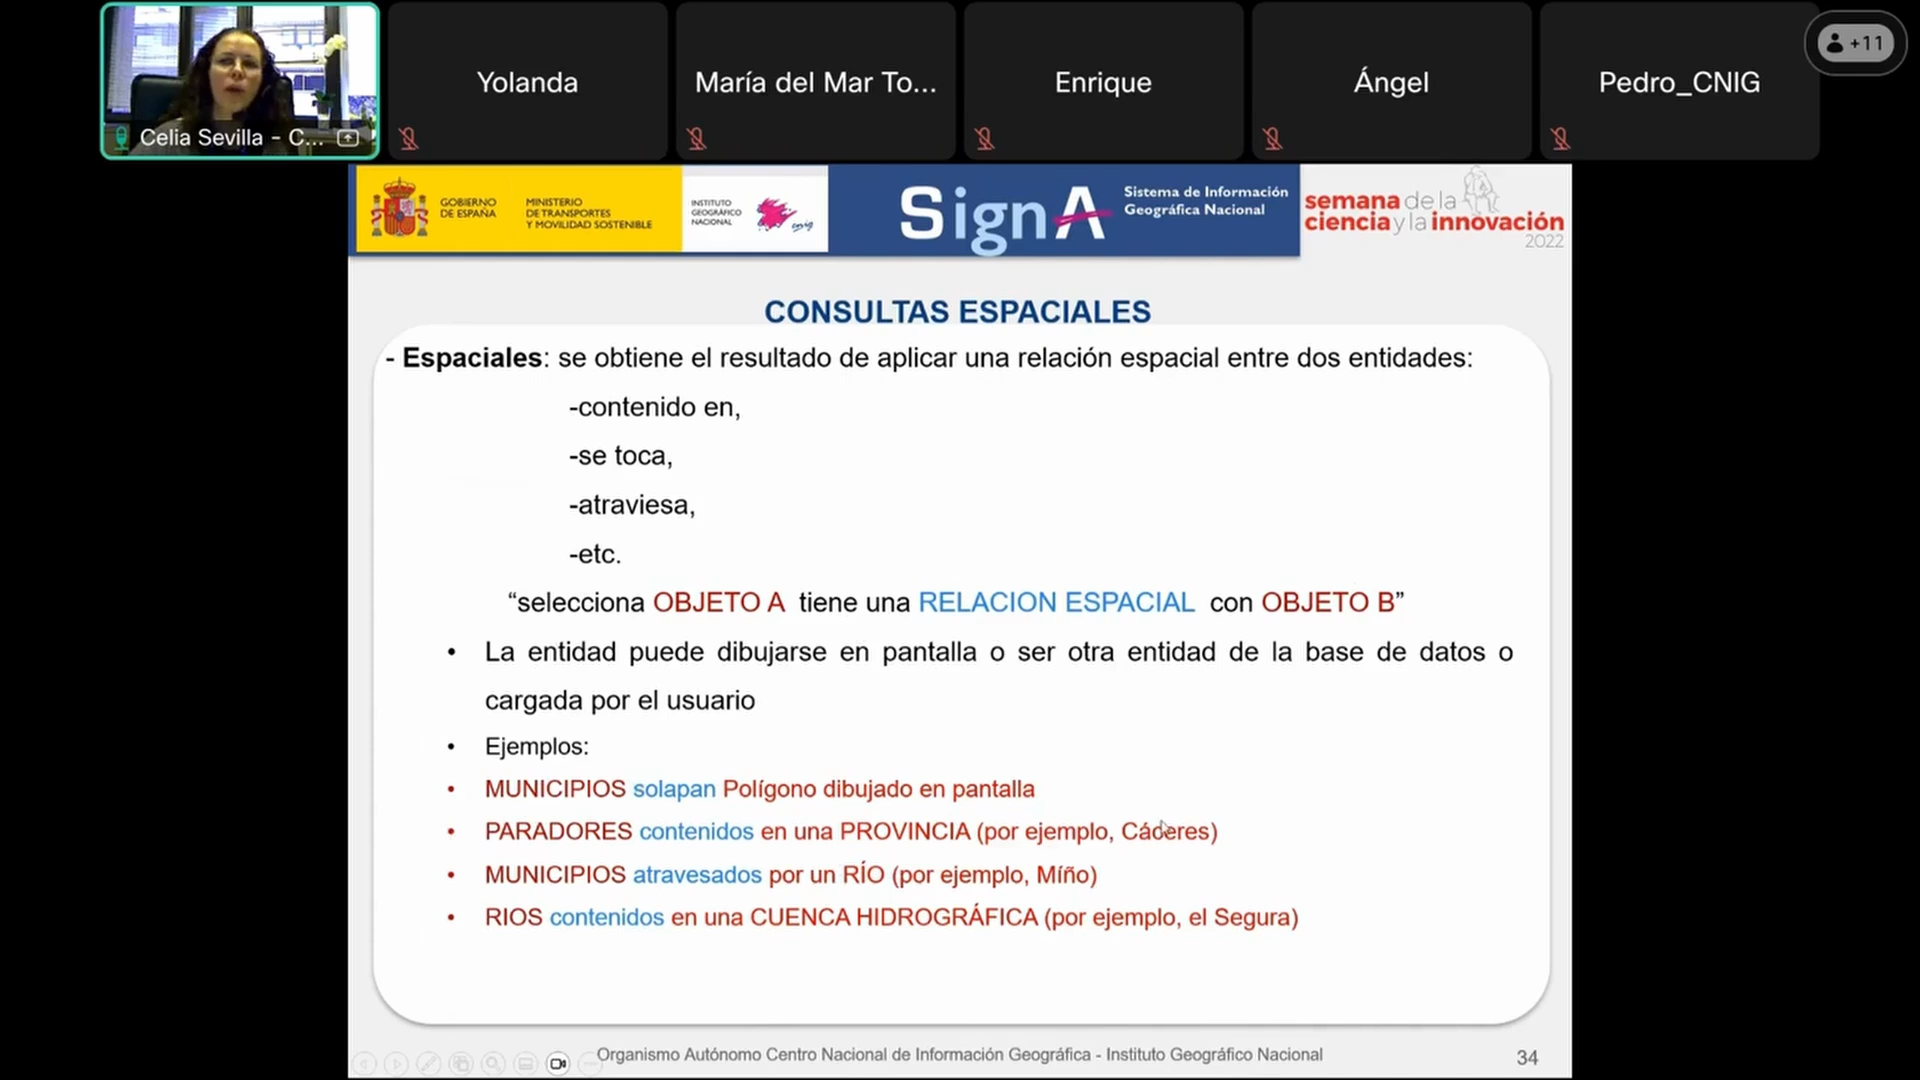 Celia Sevilla - C...
Yolanda
María del Mar To...
Enrique
Ángel
Pedro_CNIG
+11
GOBIERNO
DE ESPAÑA
MINISTERIO
DE TRANSPORTES
Y MOVILIDAD SOSTENIBLE
INSTITUTO
GEOGRÁFICO
NACIONAL
cnig
SignA
Sistema de Información
Geográfica Nacional
semana de la
ciencia y la innovación
2022
CONSULTAS ESPACIALES
- Espaciales: se obtiene el resultado de aplicar una relación espacial entre dos entidades:
-contenido en,
-se toca,
-atraviesa,
-etc.
“selecciona OBJETO A tiene una RELACION ESPACIAL con OBJETO B”
• La entidad puede dibujarse en pantalla o ser otra entidad de la base de datos o
cargada por el usuario
• Ejemplos:
• MUNICIPIOS solapan Polígono dibujado en pantalla
• PARADORES contenidos en una PROVINCIA (por ejemplo, Cáceres)
• MUNICIPIOS atravesados por un RÍO (por ejemplo, Míño)
• RIOS contenidos en una CUENCA HIDROGRÁFICA (por ejemplo, el Segura)
Organismo Autónomo Centro Nacional de Información Geográfica - Instituto Geográfico Nacional
34